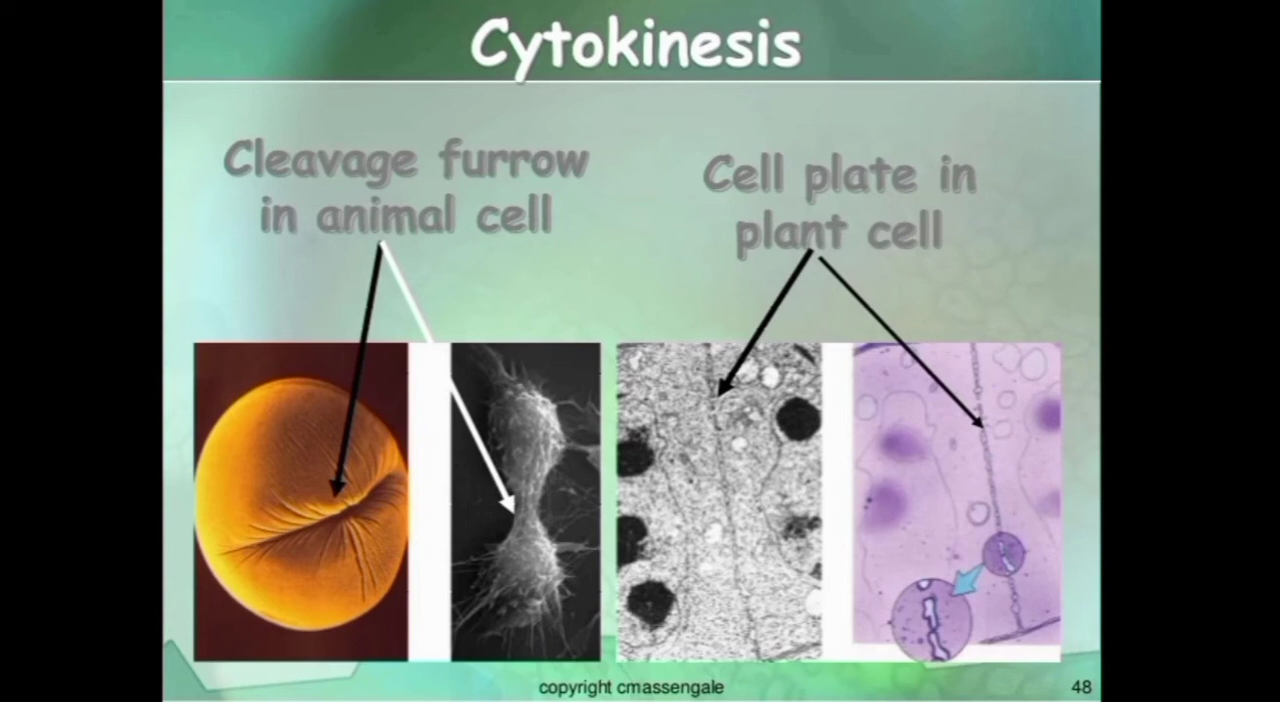 Cytokinesis
Cleavage furrow
in animal cell
Cell plate in
plant cell
copyright cmassengale
48